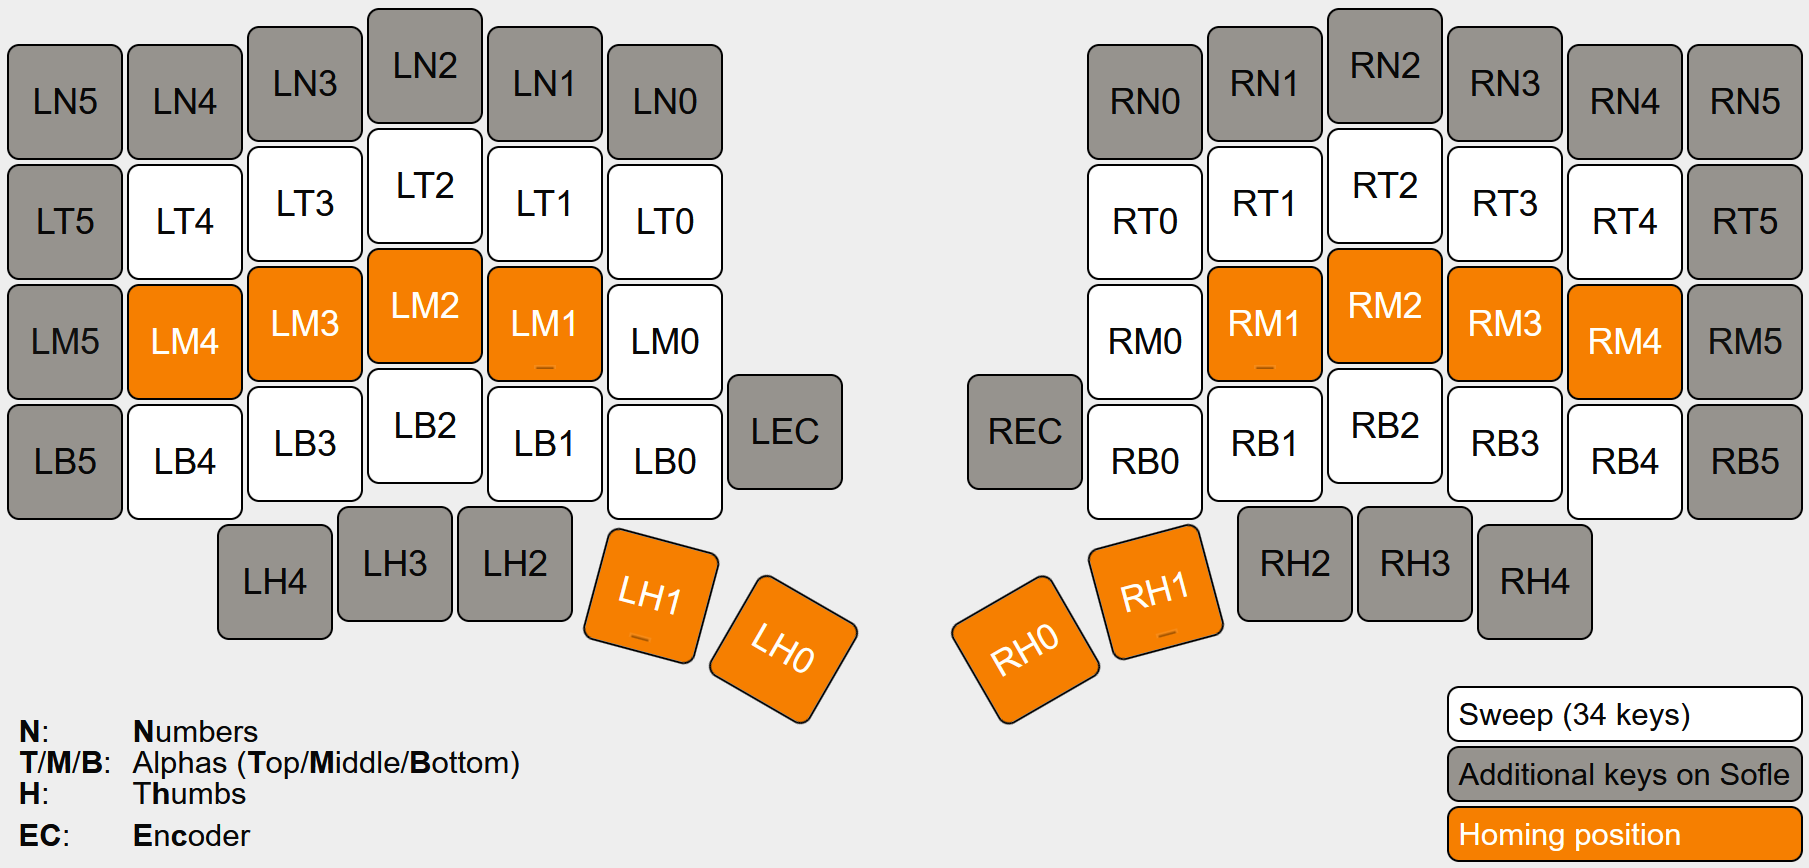 LN5 LN4 LN3 LN2 LN1 LN0 RN0 RN1 RN2 RN3 RN4 RN5
LT5 LT4 LT3 LT2 LT1 LT0 RT0 RT1 RT2 RT3 RT4 RT5
LM5 LM4 LM3 LM2 LM1 LM0 RM0 RM1 RM2 RM3 RM4 RM5
LB5 LB4 LB3 LB2 LB1 LB0 LEC REC RB0 RB1 RB2 RB3 RB4 RB5
LH4 LH3 LH2 LH1 LH0 RH0 RH1 RH2 RH3 RH4
N: Numbers
T/M/B: Alphas (Top/Middle/Bottom)
H: Thumbs
EC: Encoder
Sweep (34 keys)
Additional keys on Sofle
Homing position